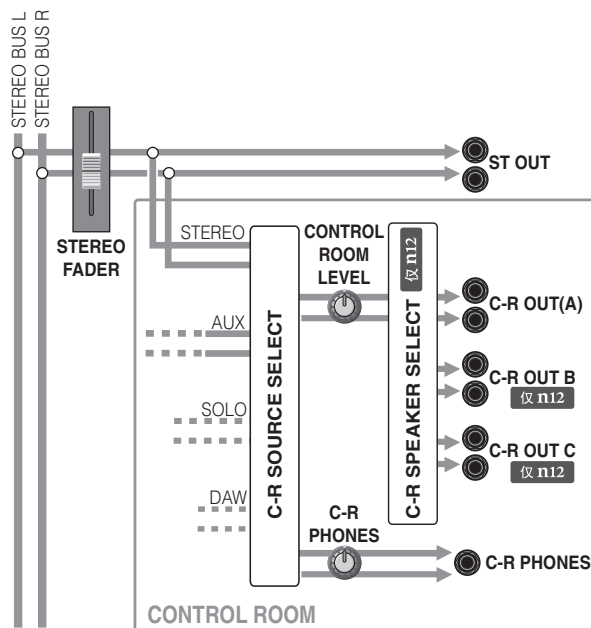 STEREO BUS L
STEREO BUS R
ST OUT
STEREO
FADER
STEREO
CONTROL
ROOM
LEVEL
仅 n12
C-R OUT(A)
AUX
C-R SOURCE SELECT
C-R SPEAKER SELECT
C-R OUT B
仅 n12
SOLO
C-R OUT C
仅 n12
DAW
C-R
PHONES
C-R PHONES
CONTROL ROOM